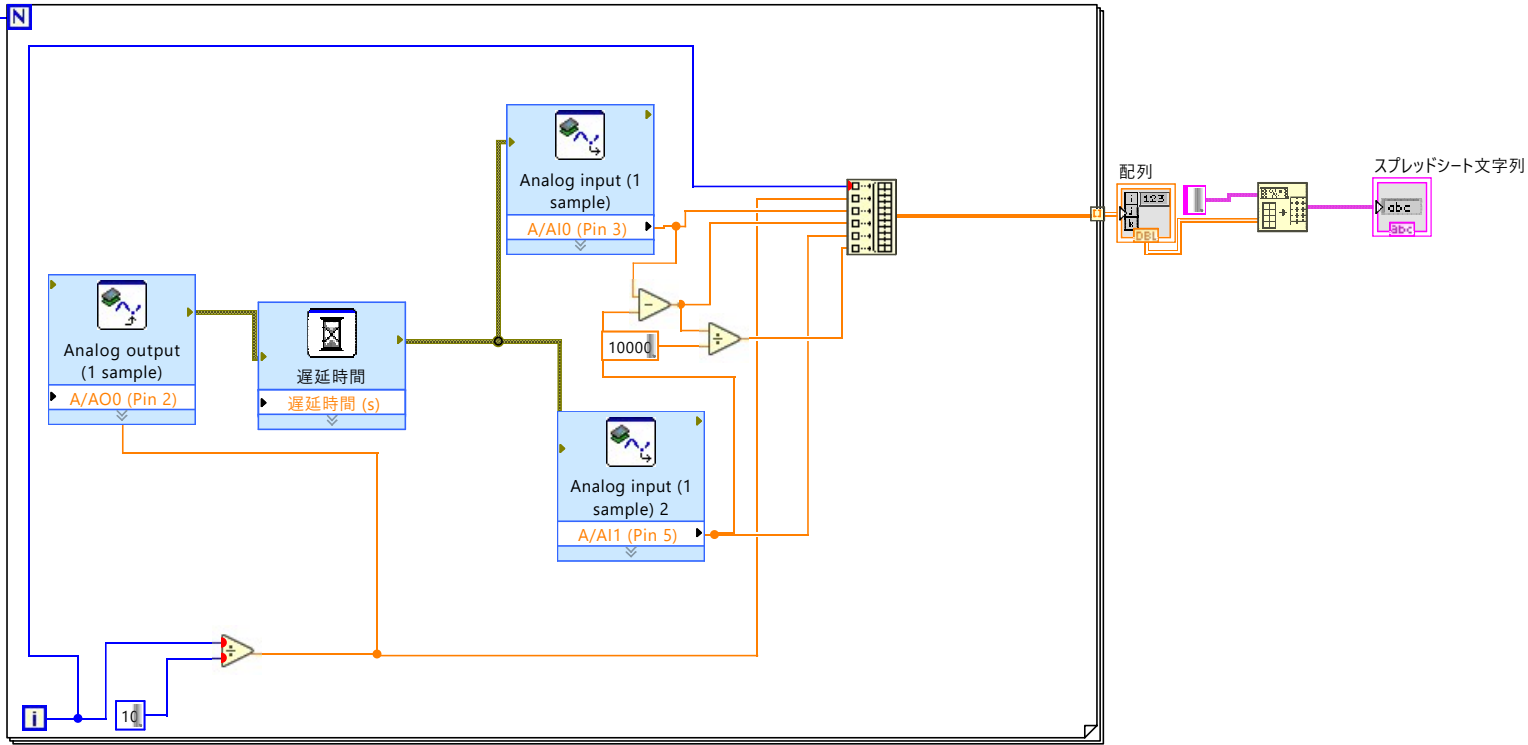 N
Analog input (1
sample)
A/AI0 (Pin 3)
配列
123
DBL
スプレッドシート文字列
abc
abc
Analog output
(1 sample)
A/AO0 (Pin 2)
遅延時間
遅延時間 (s)
10000
Analog input (1
sample) 2
A/AI1 (Pin 5)
i
10